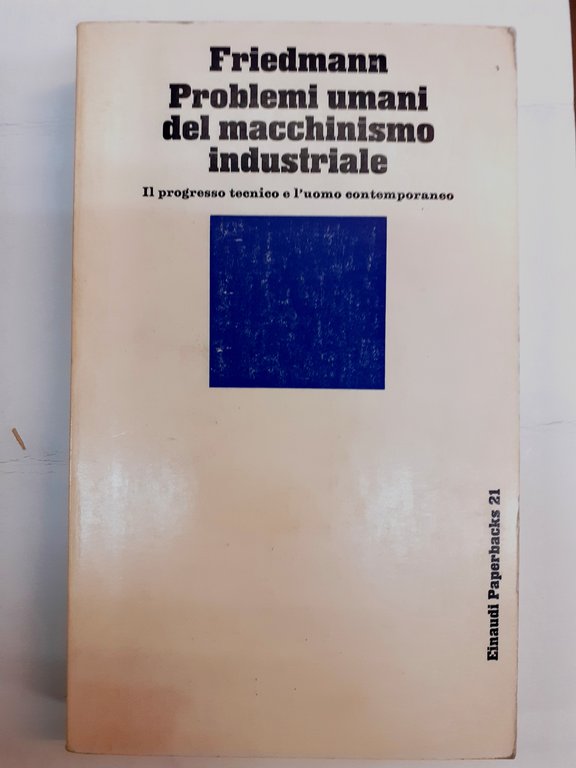 Friedmann
Problemi umani
del macchinismo
industriale
Il progresso tecnico e l'uomo contemporaneo
Einaudi Paperbacks 21